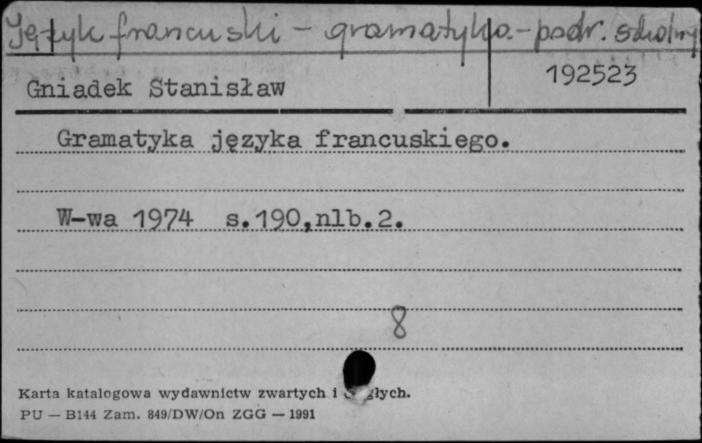 Język francuski - gramatyka - podr. szkolny
192523
Gniadek Stanisław
Gramatyka języka francuskiego.
W-wa 1974 s.190,nlb.2.
8
Karta katalogowa wydawnictw zwartych i
PU — B144 Zam. 849/DW/On ZGG — 1991